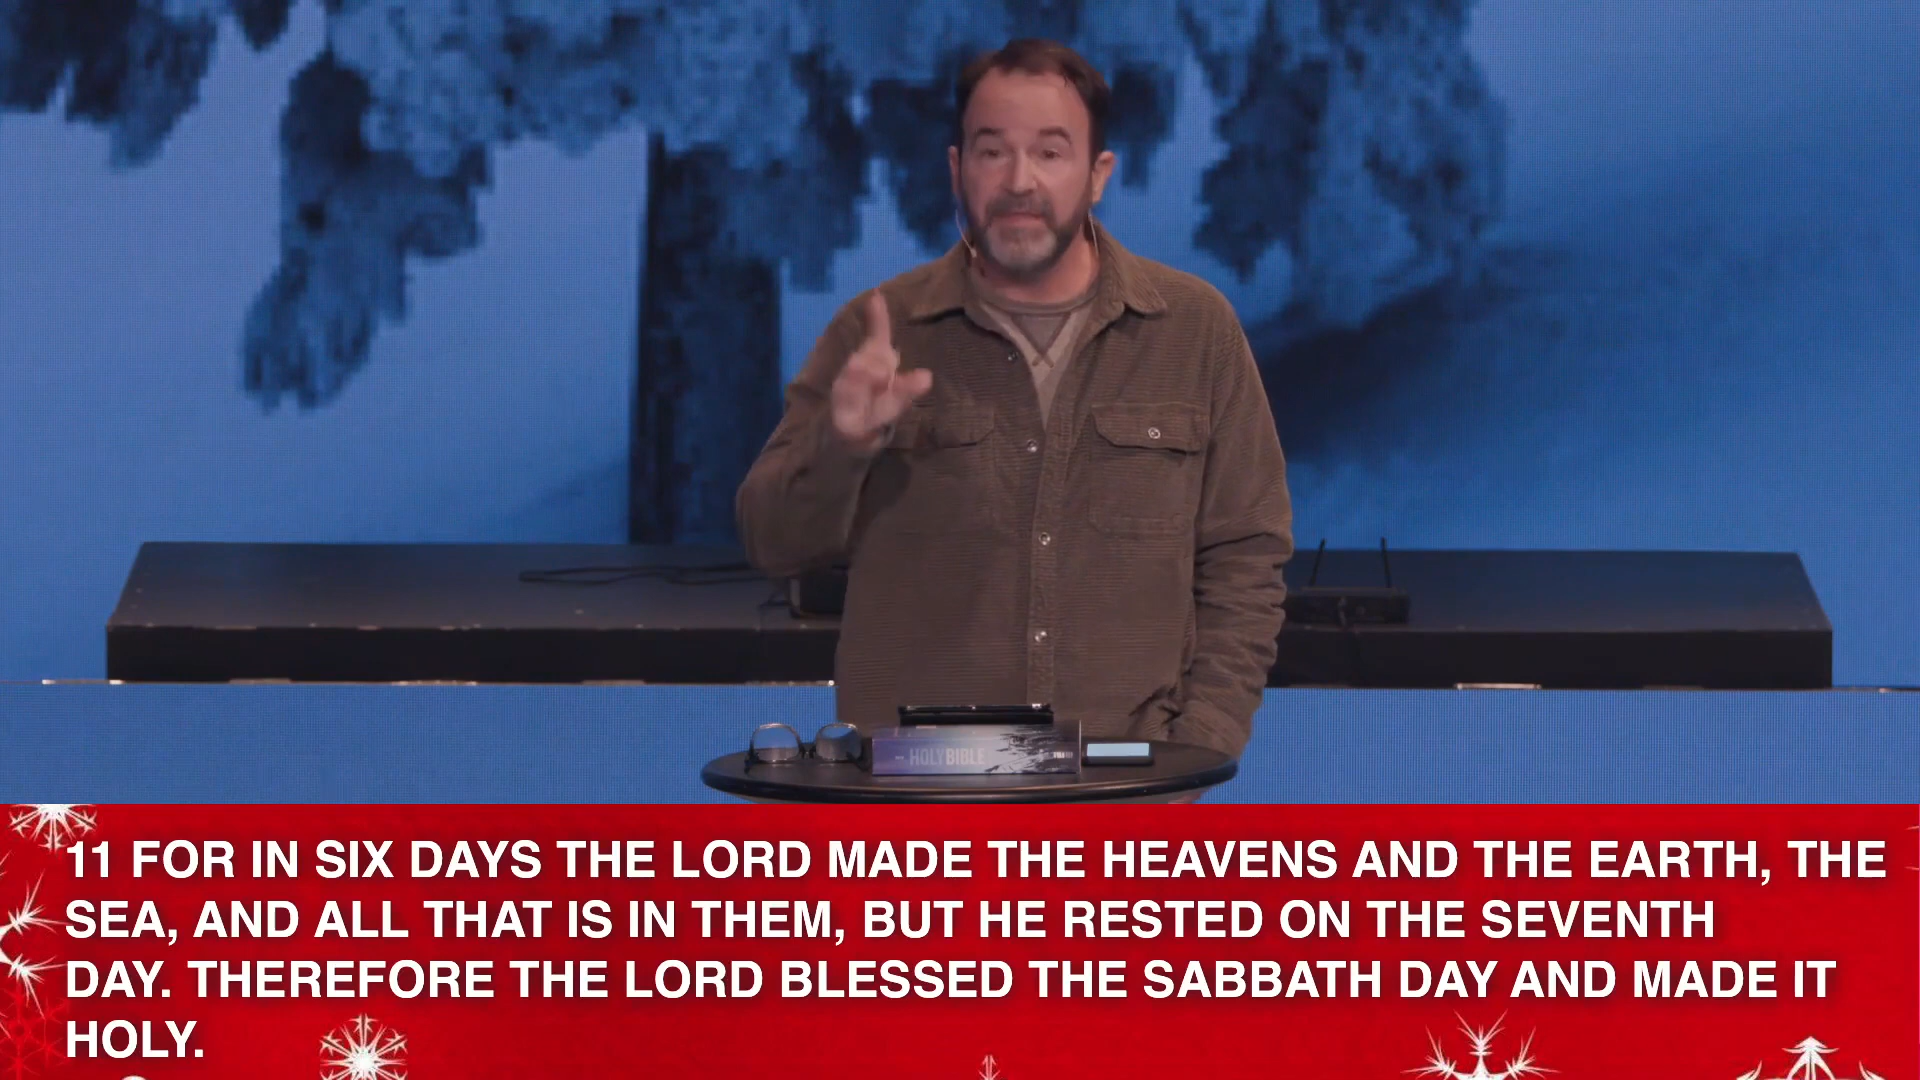 HOLY BIBLE
11 FOR IN SIX DAYS THE LORD MADE THE HEAVENS AND THE EARTH, THE
SEA, AND ALL THAT IS IN THEM, BUT HE RESTED ON THE SEVENTH
DAY. THEREFORE THE LORD BLESSED THE SABBATH DAY AND MADE IT
HOLY.